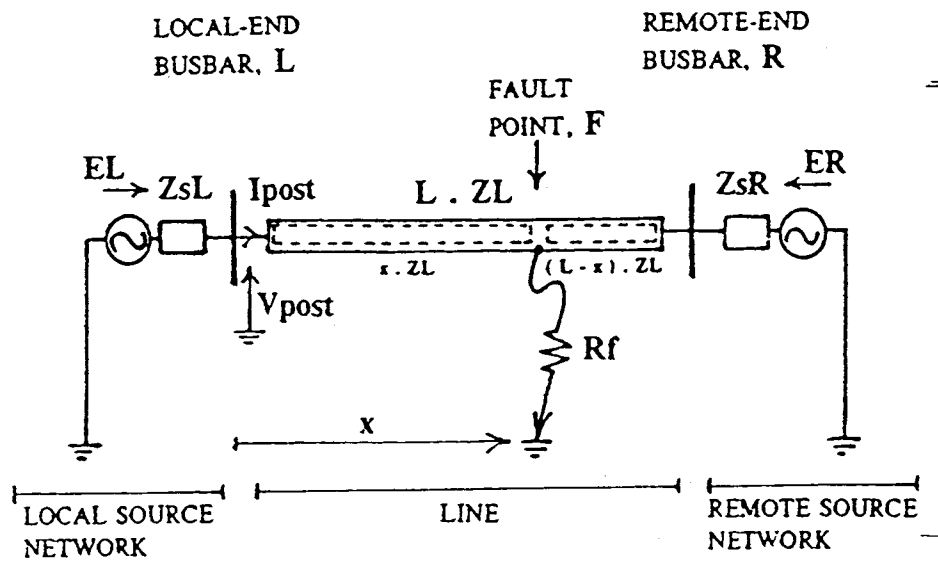 LOCAL-END
BUSBAR, L
REMOTE-END
BUSBAR, R
FAULT
POINT, F
EL
ZsL
Ipost
L . ZL
ZsR
ER
x . ZL
(L - x) . ZL
Vpost
Rf
x
LOCAL SOURCE
NETWORK
LINE
REMOTE SOURCE
NETWORK